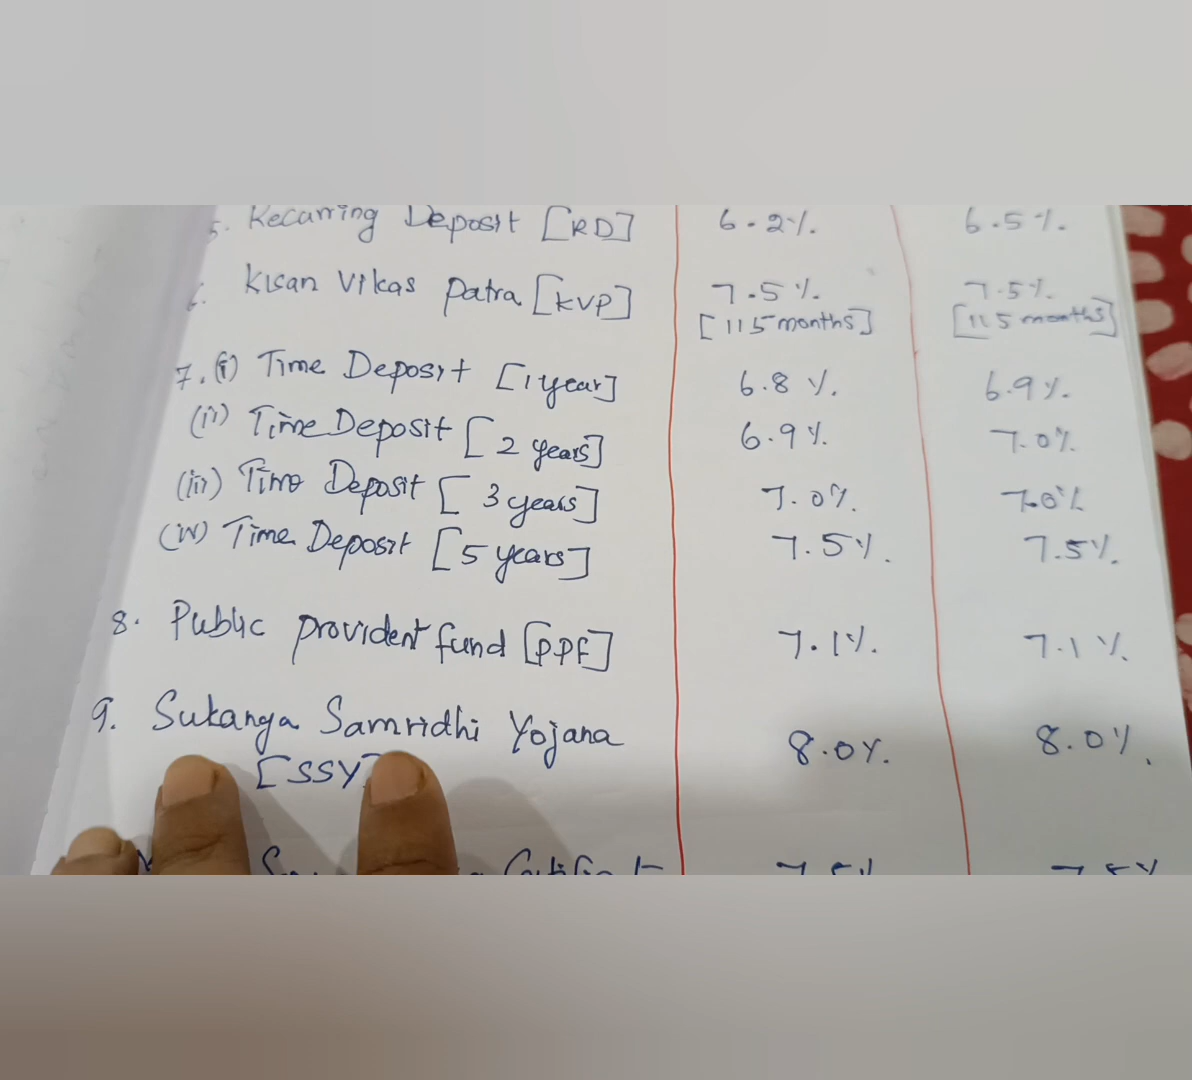 5. Recurring Deposit [RD] 6.2%. 6.5%.
6. Kisan Vikas Patra [KVP] 7.5%. 7.5%.
[115 months] [115 months]
7. (i) Time Deposit [1 year] 6.8%. 6.9%.
(ii) Time Deposit [2 years] 6.9%. 7.0%.
(iii) Time Deposit [3 years] 7.0%. 7.0%
(iv) Time Deposit [5 years] 7.5%. 7.5%.
8. Public provident fund [PPF] 7.1%. 7.1%.
9. Sukanya Samridhi Yojana 8.0%. 8.0%.
[SSY]